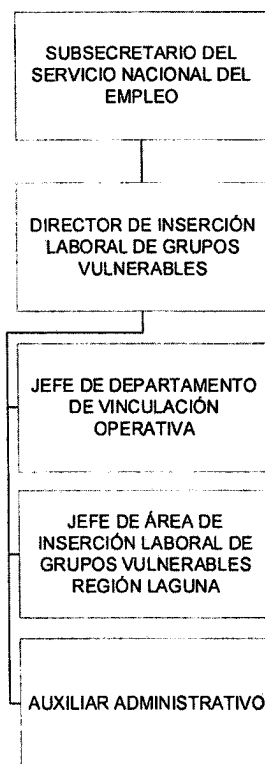 SUBSECRETARIO DEL
SERVICIO NACIONAL DEL
EMPLEO
DIRECTOR DE INSERCIÓN
LABORAL DE GRUPOS
VULNERABLES
JEFE DE DEPARTAMENTO
DE VINCULACIÓN
OPERATIVA
JEFE DE ÁREA DE
INSERCIÓN LABORAL DE
GRUPOS VULNERABLES
REGIÓN LAGUNA
AUXILIAR ADMINISTRATIVO